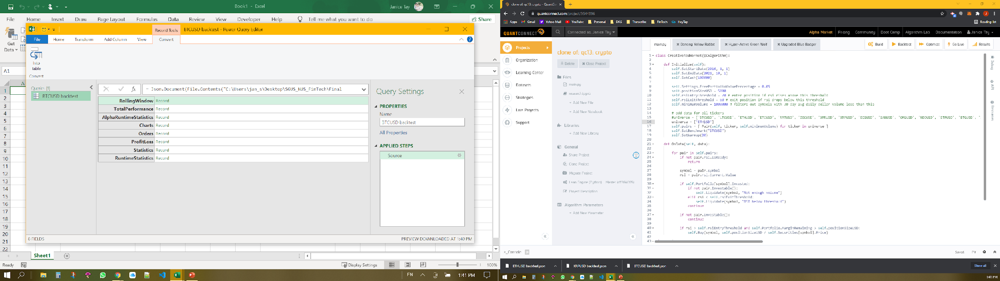 Book1 - Excel
Janice Tay
File Home Insert Draw Page Layout Formulas Data Review View Developer Help Tell me what you want to do
Share
Get
Data
BTCUSD backtest - Power Query Editor
Record Tools
File Home Transform Add Column View Convert
Into
Table
Convert
A1
A
Queries [1]
BTCUSD backtest
= Json.Document(File.Contents("C:\Users\jan_s\Desktop\SGUS_NUS_FinTech\Final
RollingWindow Record
TotalPerformance Record
AlphaRuntimeStatistics Record
Charts Record
Orders Record
ProfitLoss Record
Statistics Record
RuntimeStatistics Record
Query Settings
PROPERTIES
Name
BTCUSD backtest
All Properties
APPLIED STEPS
Source
1
2
3
4
5
6
7
8
9
10
11
12
13
14
15
16
17
18
19
20
21
22
8 FIELDS
PREVIEW DOWNLOADED AT 1:40 PM
Sheet1
Ready
Display Settings
100%
EN
1:41 PM
clone of: qc13: crypto - QuantCo
quantconnect.com/project/9544896
Apps Gmail Yahoo Mail YouTube Personal DAS Transcribe FinTech HeyTap
Reading list
QUANTCONNECT
Connected as: Janice Tay
Alpha Market Pricing Community Boot Camp Algorithm Lab Documentation Janice Tay
Projects
Organization
Learning Center
Datasets
Strategies
Live Projects
Support
clone of: qc13: crypto
Delete
Close Project
Files
main.py
research.ipynb
+ Add New File
+ Add New Notebook
Libraries
+ Add New Library
General
Share Project
Clone Project
Migrate Project
Lean Engine (Python)
Project Description
Algorithm Parameters
+ Add New Parameter
main.py
Dancing Yellow Rabbit
Hyper-Active Green Wolf
Upgraded Blue Badger
Build
Backtest
Optimize
Go Live
Results
1 class CreativeRedHornet(QCAlgorithm):
2
3 def Initialize(self):
4 self.SetStartDate(2016, 1, 1)
5 self.SetEndDate(2021, 10, 1)
6 self.SetCash(100000)
7
8 self.Settings.FreePortfolioValuePercentage = 0.05
9 self.positionSizeUSD = 5000
10 self.rsiEntryThreshold = 70 # enter position if rsi rises above this threshold
11 self.rsiExitThreshold = 60 # exit position if rsi drops below this threshold
12 self.minimumVolume = 1000000 # filters out symbols with 30 day avg daily dollar volume less than this
13
14 # add data for all tickers
15 #universe = ['BTCUSD', 'LTCUSD', 'ETHUSD', 'ETCUSD', 'RRTUSD', 'ZECUSD', 'XMRUSD', 'XRPUSD', 'EOSUSD', 'SANUSD', 'OMGUSD', 'NEOUSD', 'ETPUSD', 'BTGUSD',
16 universe = ['ETHUSD']
17 self.pairs = [ Pair(self, ticker, self.minimumVolume) for ticker in universe ]
18 self.SetBenchmark("BTCUSD")
19 self.SetWarmup(30)
20
21 def OnData(self, data):
22
23 for pair in self.pairs:
24 if not pair.rsi.IsReady:
25 return
26
27 symbol = pair.symbol
28 rsi = pair.rsi.Current.Value
29
30 if self.Portfolio[symbol].Invested:
31 if not pair.Investable():
32 self.Liquidate(symbol, "Not enough volume")
33 elif rsi < self.rsiExitThreshold:
34 self.Liquidate(symbol, "RSI below threshold")
35 continue
36
37 if not pair.Investable():
38 continue
39
40 if rsi > self.rsiEntryThreshold and self.Portfolio.MarginRemaining > self.positionSizeUSD:
41 self.Buy(symbol, self.positionSizeUSD / self.Securities[symbol].Price)
42
43
Debug
API
Resources
>_Console
Saved.
PY
ETHUSD backtest.json
XRPUSD backtest.json
BTCUSD backtest.json
Show all
1:41 PM